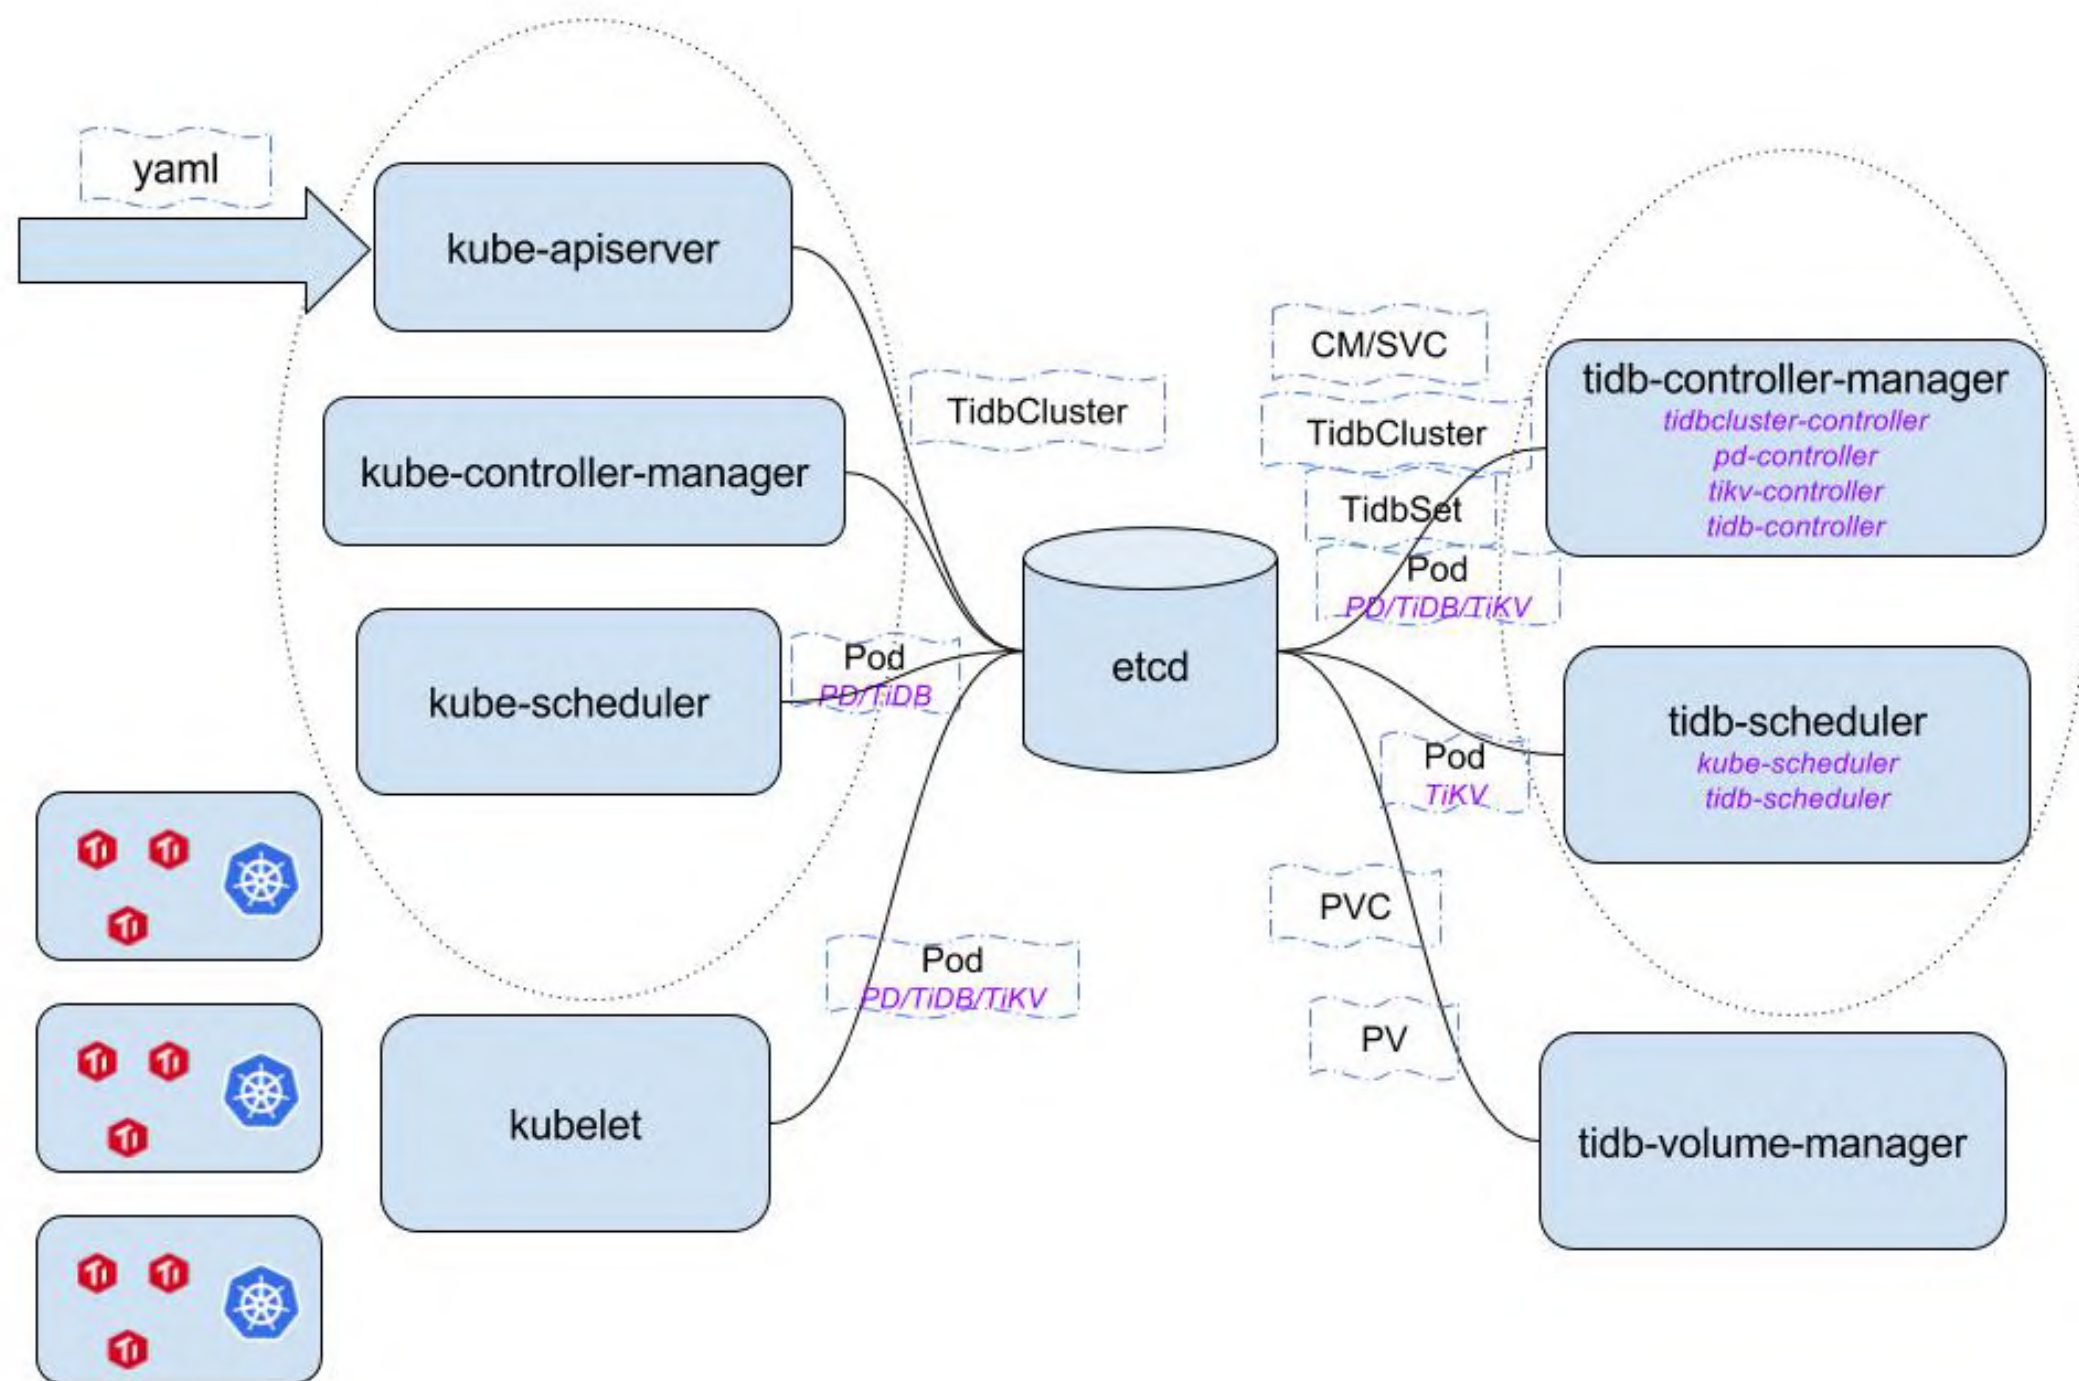 yaml
kube-apiserver
kube-controller-manager
kube-scheduler
kubelet
TidbCluster
Pod
PD/TiDB
Pod
PD/TiDB/TiKV
etcd
CM/SVC
TidbCluster
TidbSet
Pod
PD/TiDB/TiKV
Pod
TiKV
PVC
PV
tidb-controller-manager
tidbcluster-controller
pd-controller
tikv-controller
tidb-controller
tidb-scheduler
kube-scheduler
tidb-scheduler
tidb-volume-manager